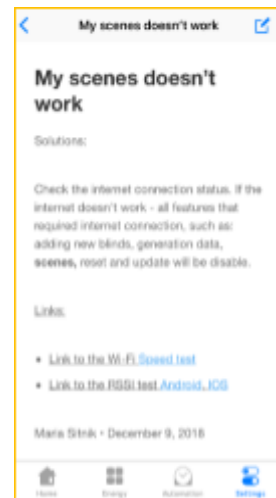 My scenes doesn't work
My scenes doesn't
work
Solutions:
Check the internet connection status. If the
internet doesn't work - all features that
required internet connection, such as:
adding new blinds, generation data,
scenes, reset and update will be disable.
Links:
• Link to the Wi-Fi Speed test
• Link to the RSSI test Android, IOS
Maria Sitnik • December 9, 2018
Home Energy Automation Settings